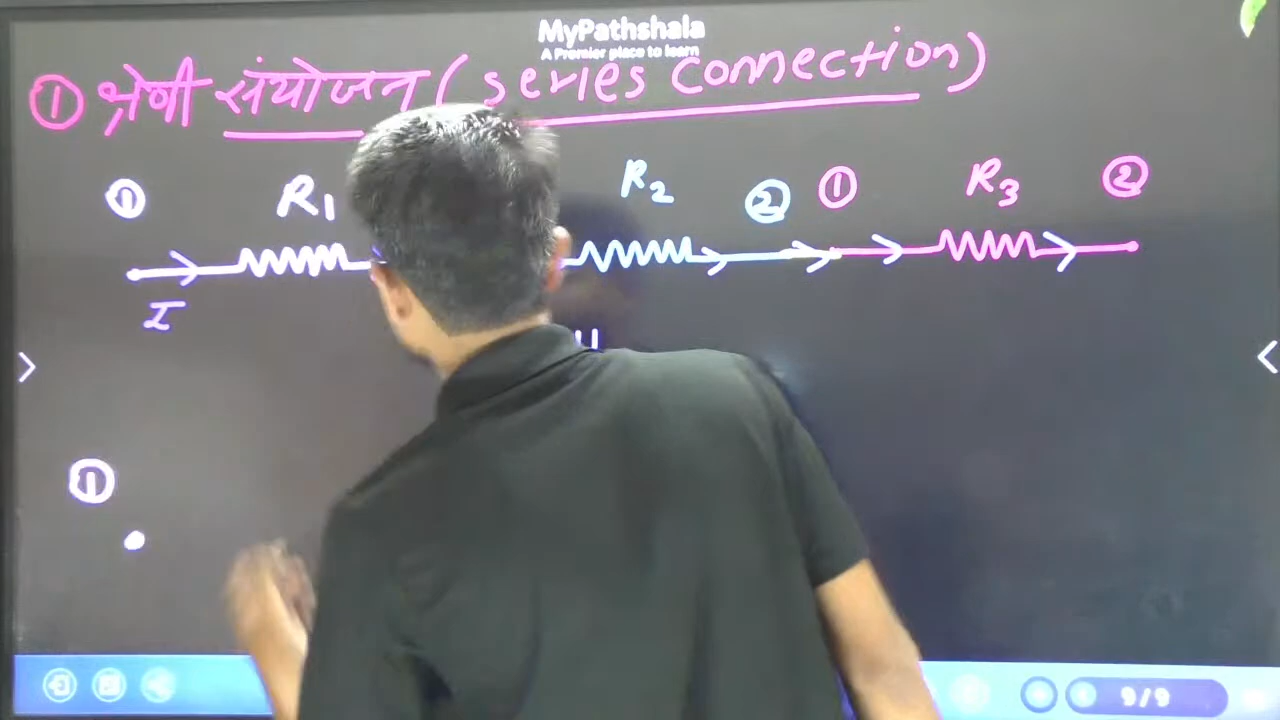 MyPathshala
A Premier place to learn
① श्रेणी संयोजन (series connection)
① R₁ R₂ ② ① R₃ ②
I
①
9/9